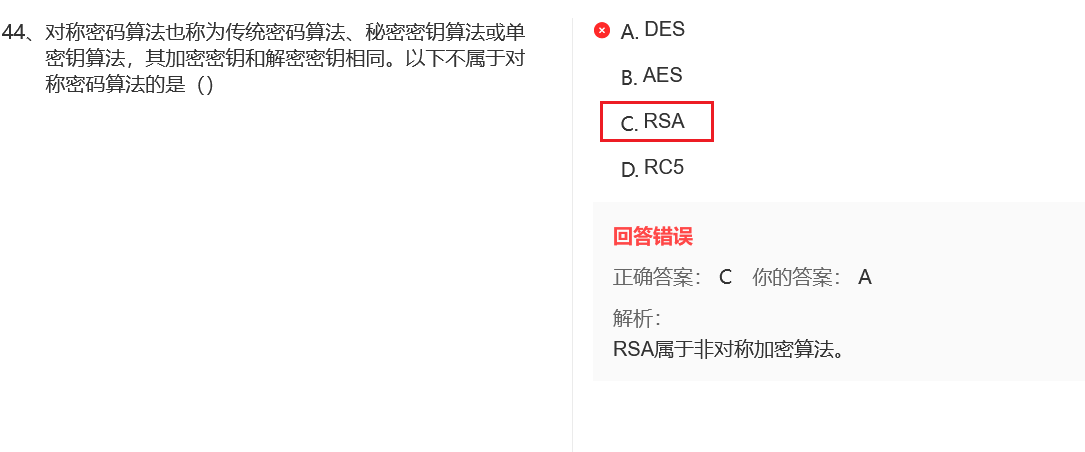 44、对称密码算法也称为传统密码算法、秘密密钥算法或单
密钥算法，其加密密钥和解密密钥相同。以下不属于对
称密码算法的是（）
A. DES
B. AES
C. RSA
D. RC5
回答错误
正确答案： C 你的答案： A
解析：
RSA属于非对称加密算法。